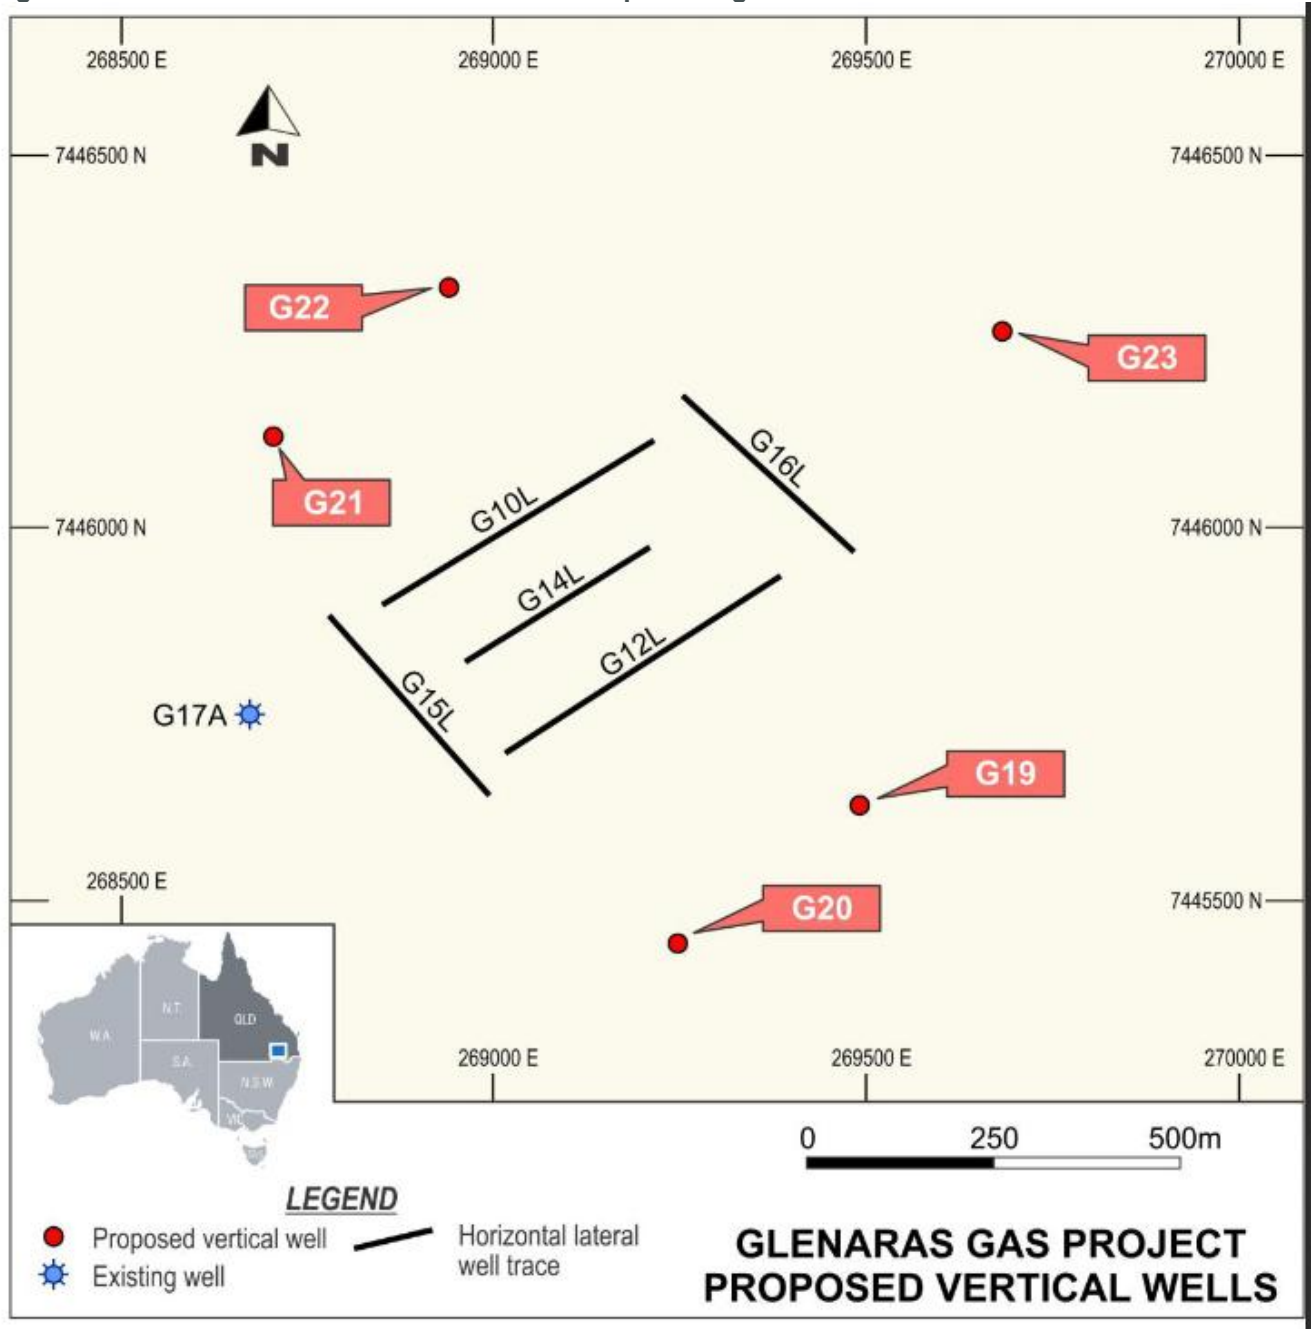 268500 E
269000 E
269500 E
270000 E
N
7446500 N
7446500 N
G22
G23
G16L
G10L
G21
7446000 N
7446000 N
G14L
G12L
G15L
G17A
G19
268500 E
G20
7445500 N
N.T.
QLD
W.A.
S.A.
N.S.W.
VIC
269000 E
269500 E
270000 E
0 250 500m
LEGEND
Proposed vertical well
Existing well
Horizontal lateral
well trace
GLENARAS GAS PROJECT
PROPOSED VERTICAL WELLS